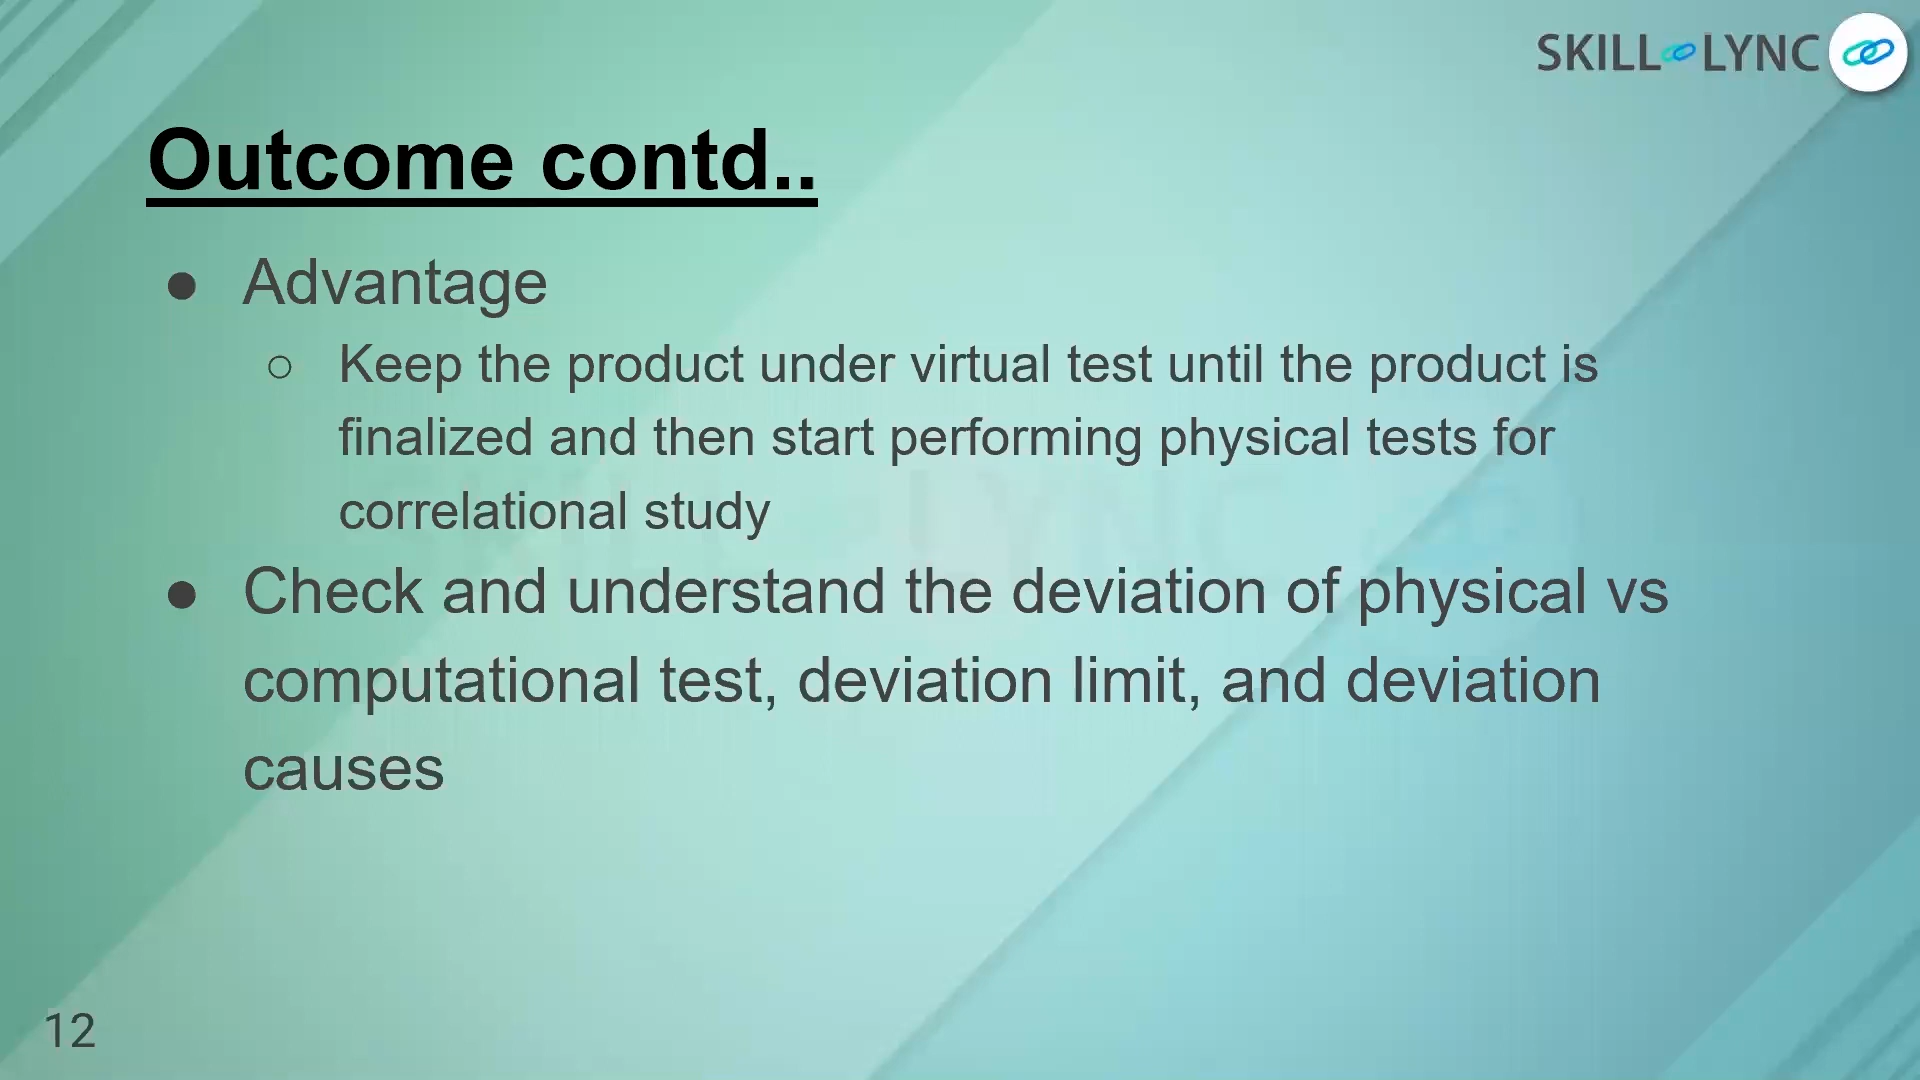 SKILL LYNC
Outcome contd..
● Advantage
○ Keep the product under virtual test until the product is
finalized and then start performing physical tests for
correlational study
● Check and understand the deviation of physical vs
computational test, deviation limit, and deviation
causes
SKILL LYNC
12